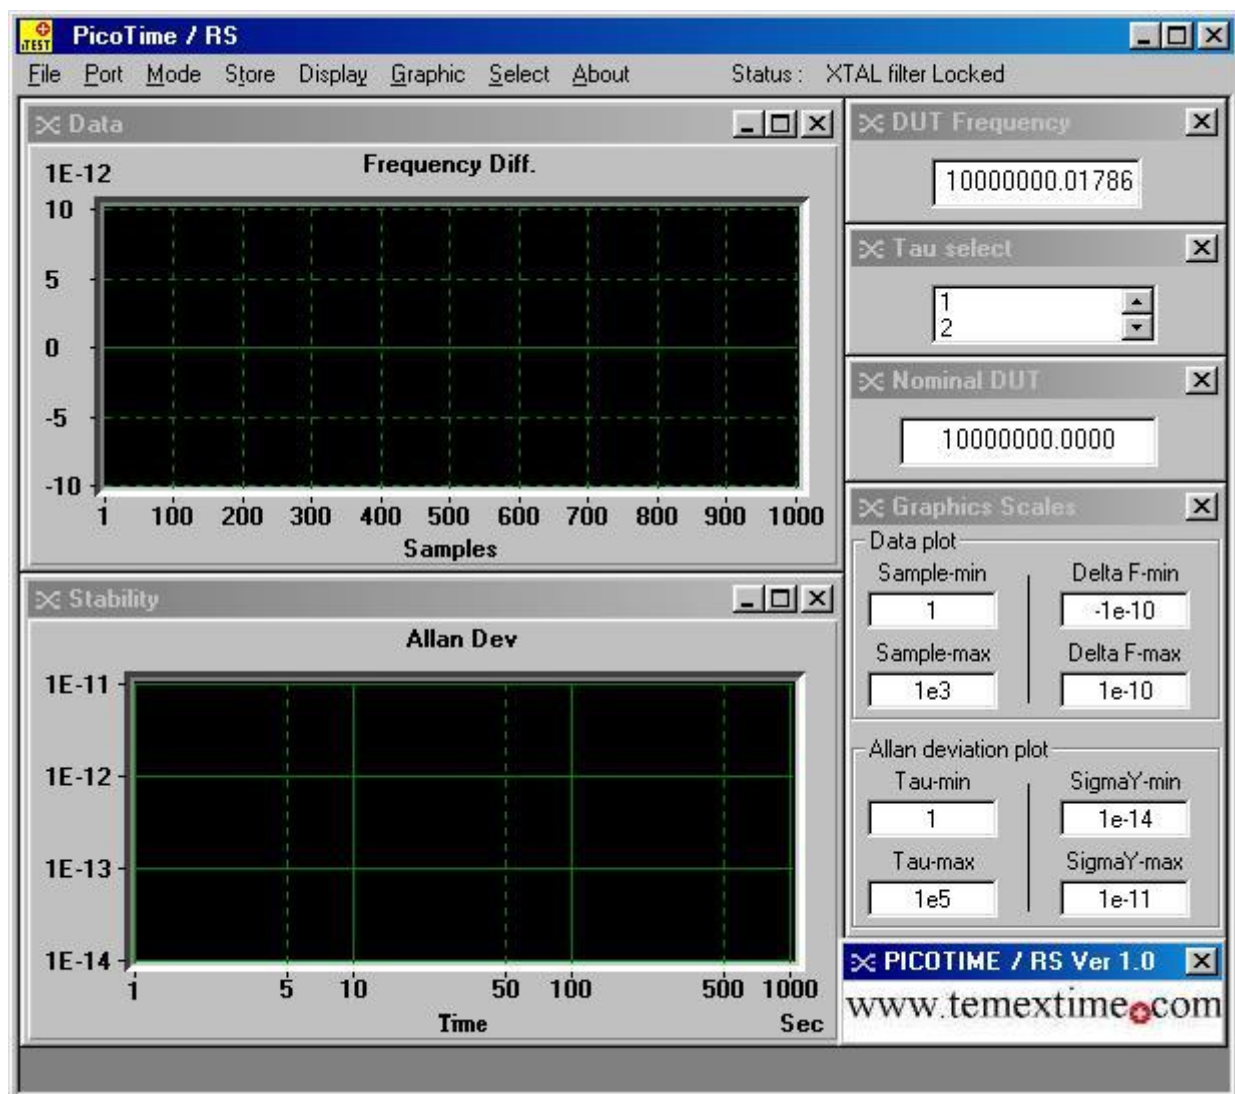 PicoTime / RS
iTEST
File Port Mode Store Display Graphic Select About Status : XTAL filter Locked
Data
Frequency Diff.
1E-12
10
5
0
-5
-10
1 100 200 300 400 500 600 700 800 900 1000
Samples
Stability
Allan Dev
1E-11
1E-12
1E-13
1E-14
1 5 10 50 100 500 1000
Time Sec
DUT Frequency
10000000.01786
Tau select
1
2
Nominal DUT
10000000.0000
Graphics Scales
Data plot
Sample-min Delta F-min
1 -1e-10
Sample-max Delta F-max
1e3 1e-10
Allan deviation plot
Tau-min SigmaY-min
1 1e-14
Tau-max SigmaY-max
1e5 1e-11
PICOTIME / RS Ver 1.0
www.temextime.com